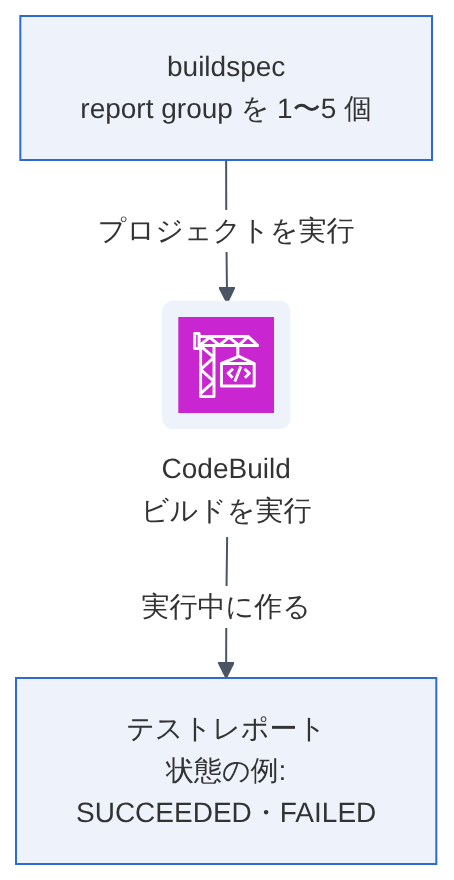 buildspec
report group を 1〜5 個
プロジェクトを実行
</>
CodeBuild
ビルドを実行
実行中に作る
テストレポート
状態の例:
SUCCEEDED・FAILED